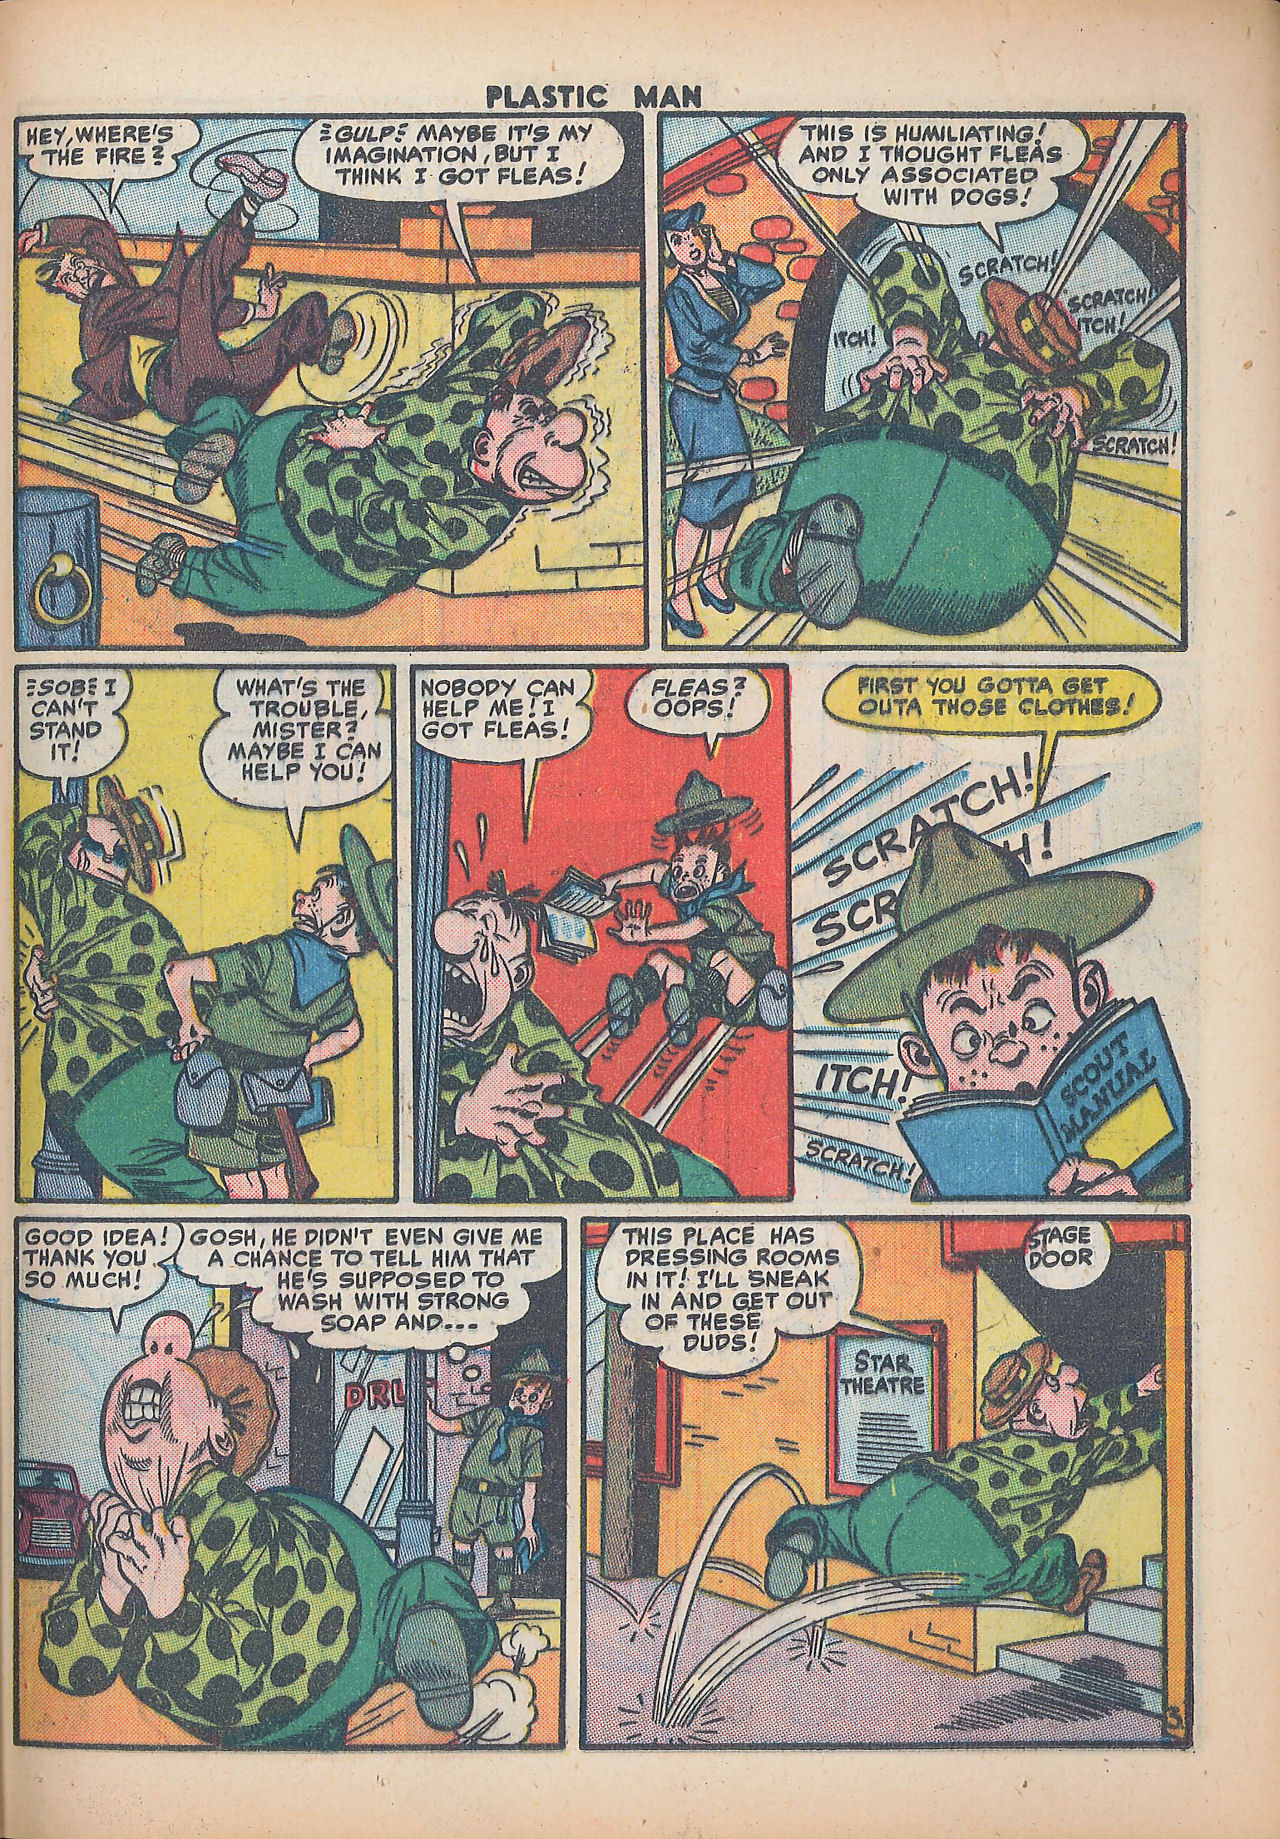 PLASTIC MAN
HEY, WHERE'S
THE FIRE?
GULP! MAYBE IT'S MY
IMAGINATION, BUT I
THINK I GOT FLEAS!
THIS IS HUMILIATING!
AND I THOUGHT FLEAS
ONLY ASSOCIATED
WITH DOGS!
SCRATCH!
SCRATCH!
ITCH!
ITCH!
SCRATCH!
SOB! I
CAN'T
STAND
IT!
WHAT'S THE
TROUBLE,
MISTER?
MAYBE I CAN
HELP YOU!
NOBODY CAN
HELP ME! I
GOT FLEAS!
FLEAS?
OOPS!
FIRST YOU GOTTA GET
OUTA THOSE CLOTHES!
SCRATCH!
H!
SCR
ITCH!
SCRATCH!
SCOUT
MANUAL
GOOD IDEA!
THANK YOU
SO MUCH!
GOSH, HE DIDN'T EVEN GIVE ME
A CHANCE TO TELL HIM THAT
HE'S SUPPOSED TO
WASH WITH STRONG
SOAP AND---
DRU
THIS PLACE HAS
DRESSING ROOMS
IN IT! I'LL SNEAK
IN AND GET OUT
OF THESE
DUDS!
STAGE
DOOR
STAR
THEATRE